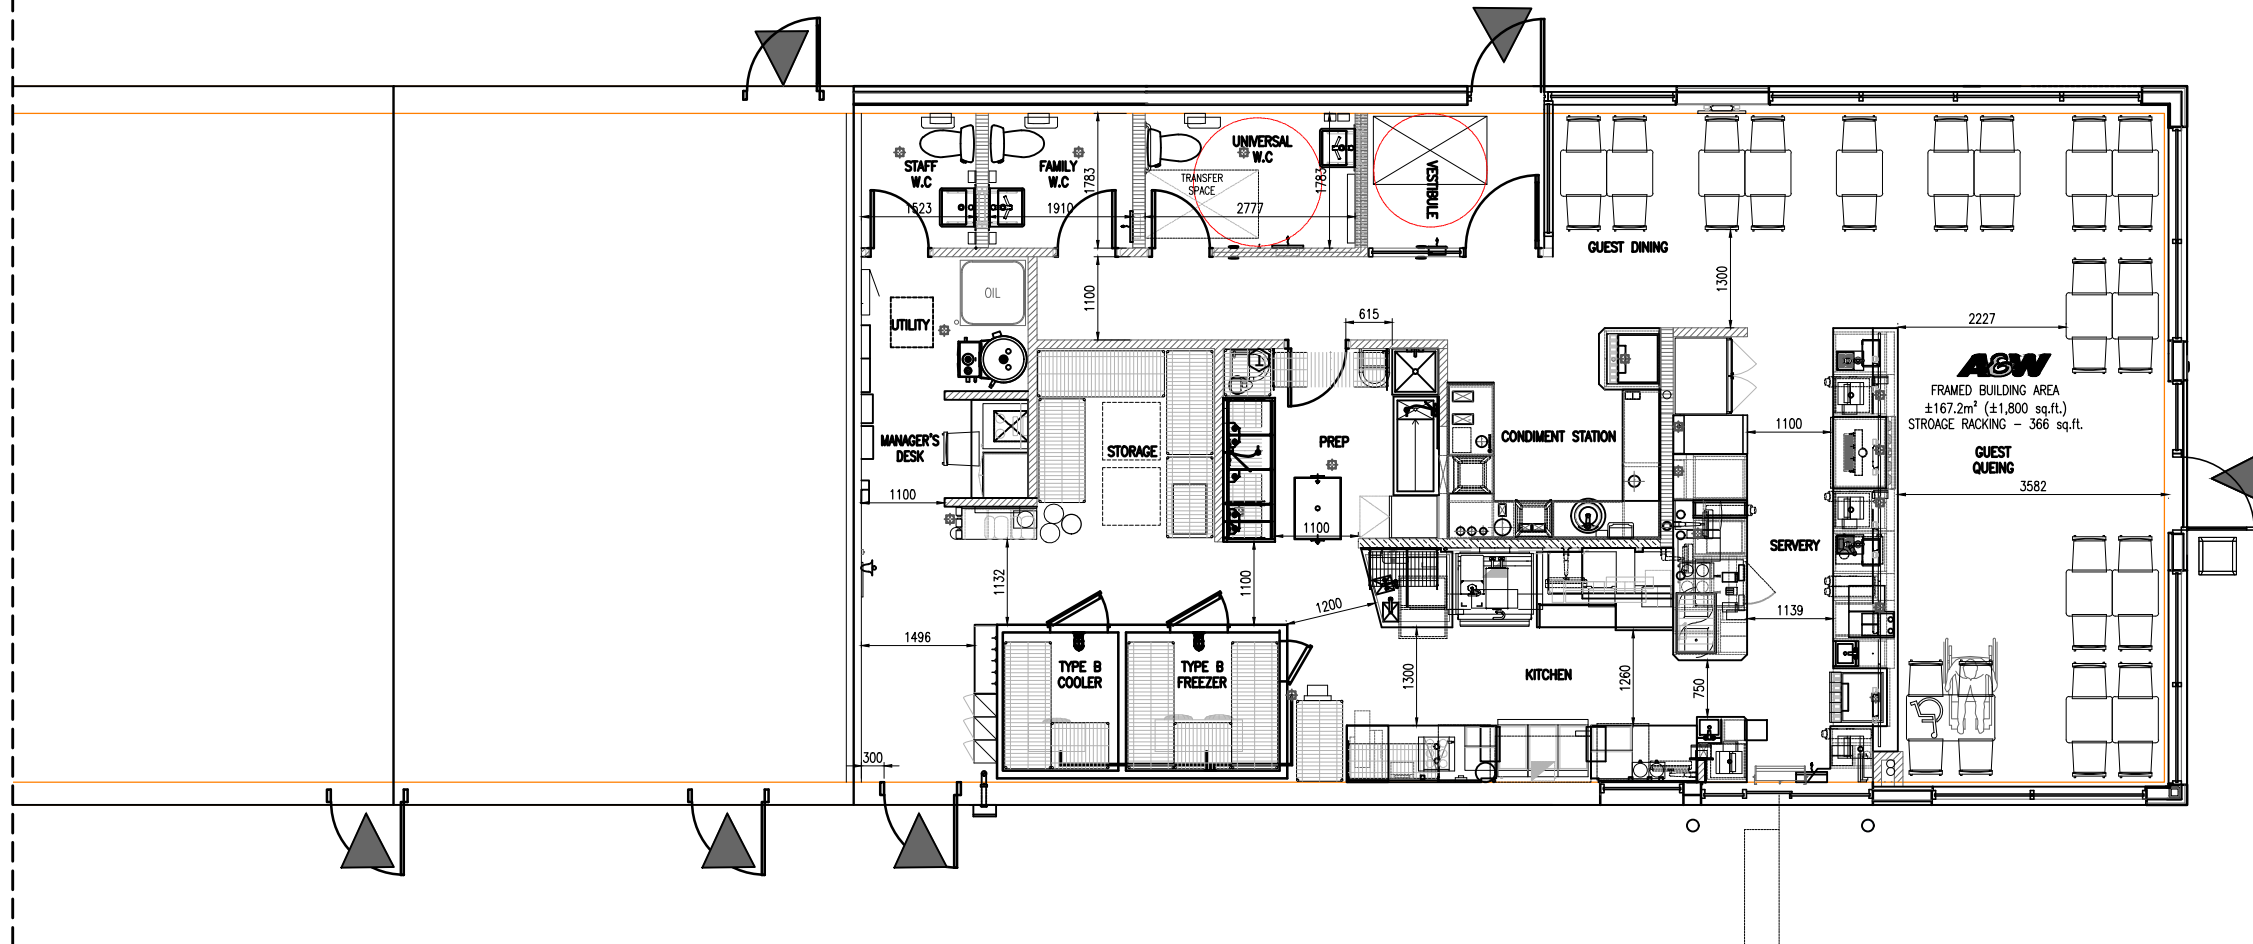 STAFF
W.C
FAMILY
W.C
UNIVERSAL
W.C
TRANSFER
SPACE
VESTIBULE
1783
1783
1523
1910
2777
GUEST DINING
OIL
UTILITY
1100
615
1300
2227
A&W
FRAMED BUILDING AREA
±167.2m² (±1,800 sq.ft.)
STROAGE RACKING – 366 sq.ft.
GUEST
QUEING
3582
MANAGER'S
DESK
STORAGE
PREP
CONDIMENT STATION
1100
1100
1100
SERVERY
1132
1100
1200
1139
1496
TYPE B
COOLER
TYPE B
FREEZER
1300
KITCHEN
1260
750
300